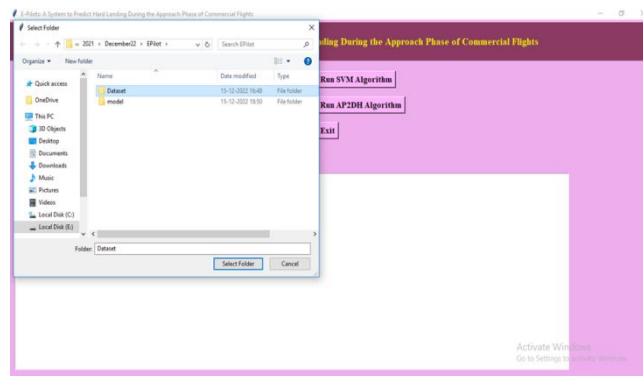 E-Pilots: A System to Predict Hard Landing During the Approach Phase of Commercial Flights
Select Folder
« 2021 › December22 › EPilot ›
Search EPilot
Organize
New folder
Name
Date modified
Type
Quick access
OneDrive
This PC
3D Objects
Desktop
Documents
Downloads
Music
Pictures
Videos
Local Disk (C:)
Local Disk (E:)
Dataset 15-12-2022 16:48 File folder
model 15-12-2022 18:50 File folder
Folder: Dataset
Select Folder
Cancel
ding During the Approach Phase of Commercial Flights
Run SVM Algorithm
Run AP2DH Algorithm
Exit
Activate Windows
Go to Settings to activate Windows.